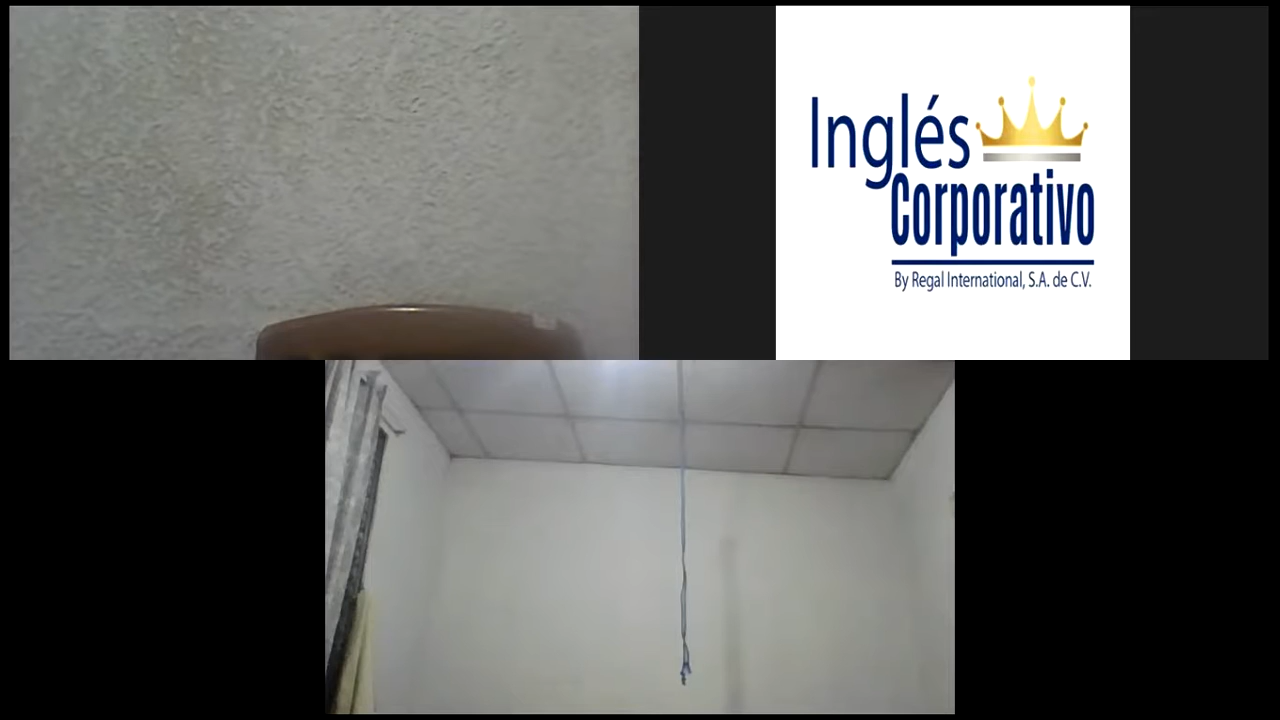 Inglés
Corporativo
By Regal International, S.A. de C.V.